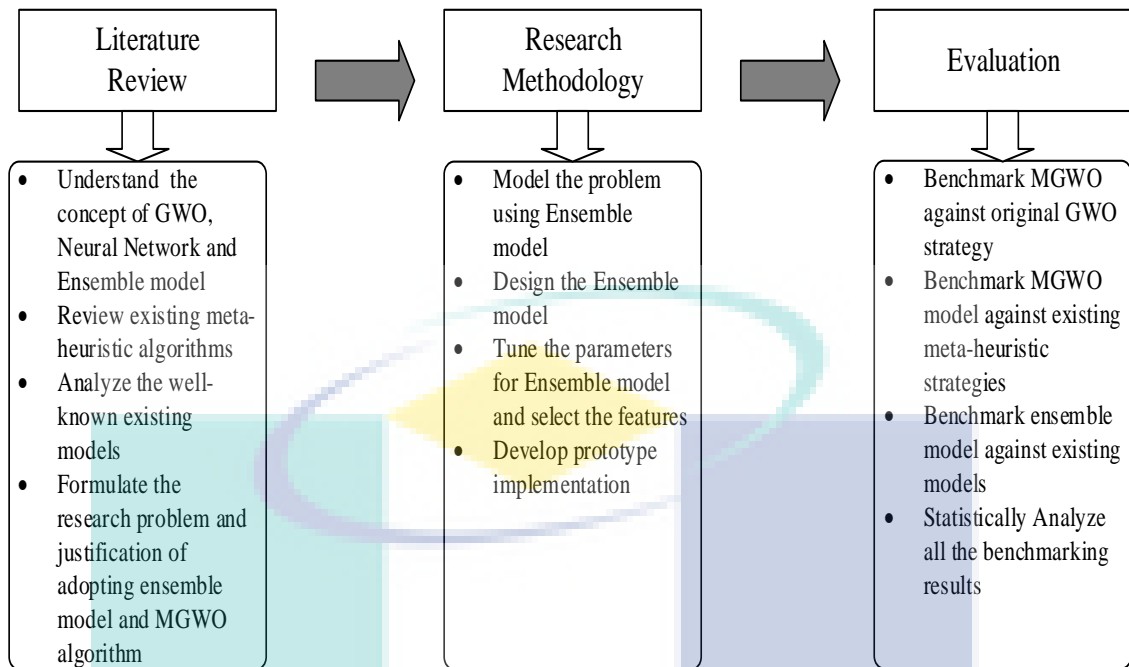 Literature
Review
Research
Methodology
Evaluation
• Understand the
concept of GWO,
Neural Network and
Ensemble model
• Review existing meta-
heuristic algorithms
• Analyze the well-
known existing
models
• Formulate the
research problem and
justification of
adopting ensemble
model and MGWO
algorithm
• Model the problem
using Ensemble
model
• Design the Ensemble
model
• Tune the parameters
for Ensemble model
and select the features
• Develop prototype
implementation
• Benchmark MGWO
against original GWO
strategy
• Benchmark MGWO
model against existing
meta-heuristic
strategies
• Benchmark ensemble
model against existing
models
• Statistically Analyze
all the benchmarking
results